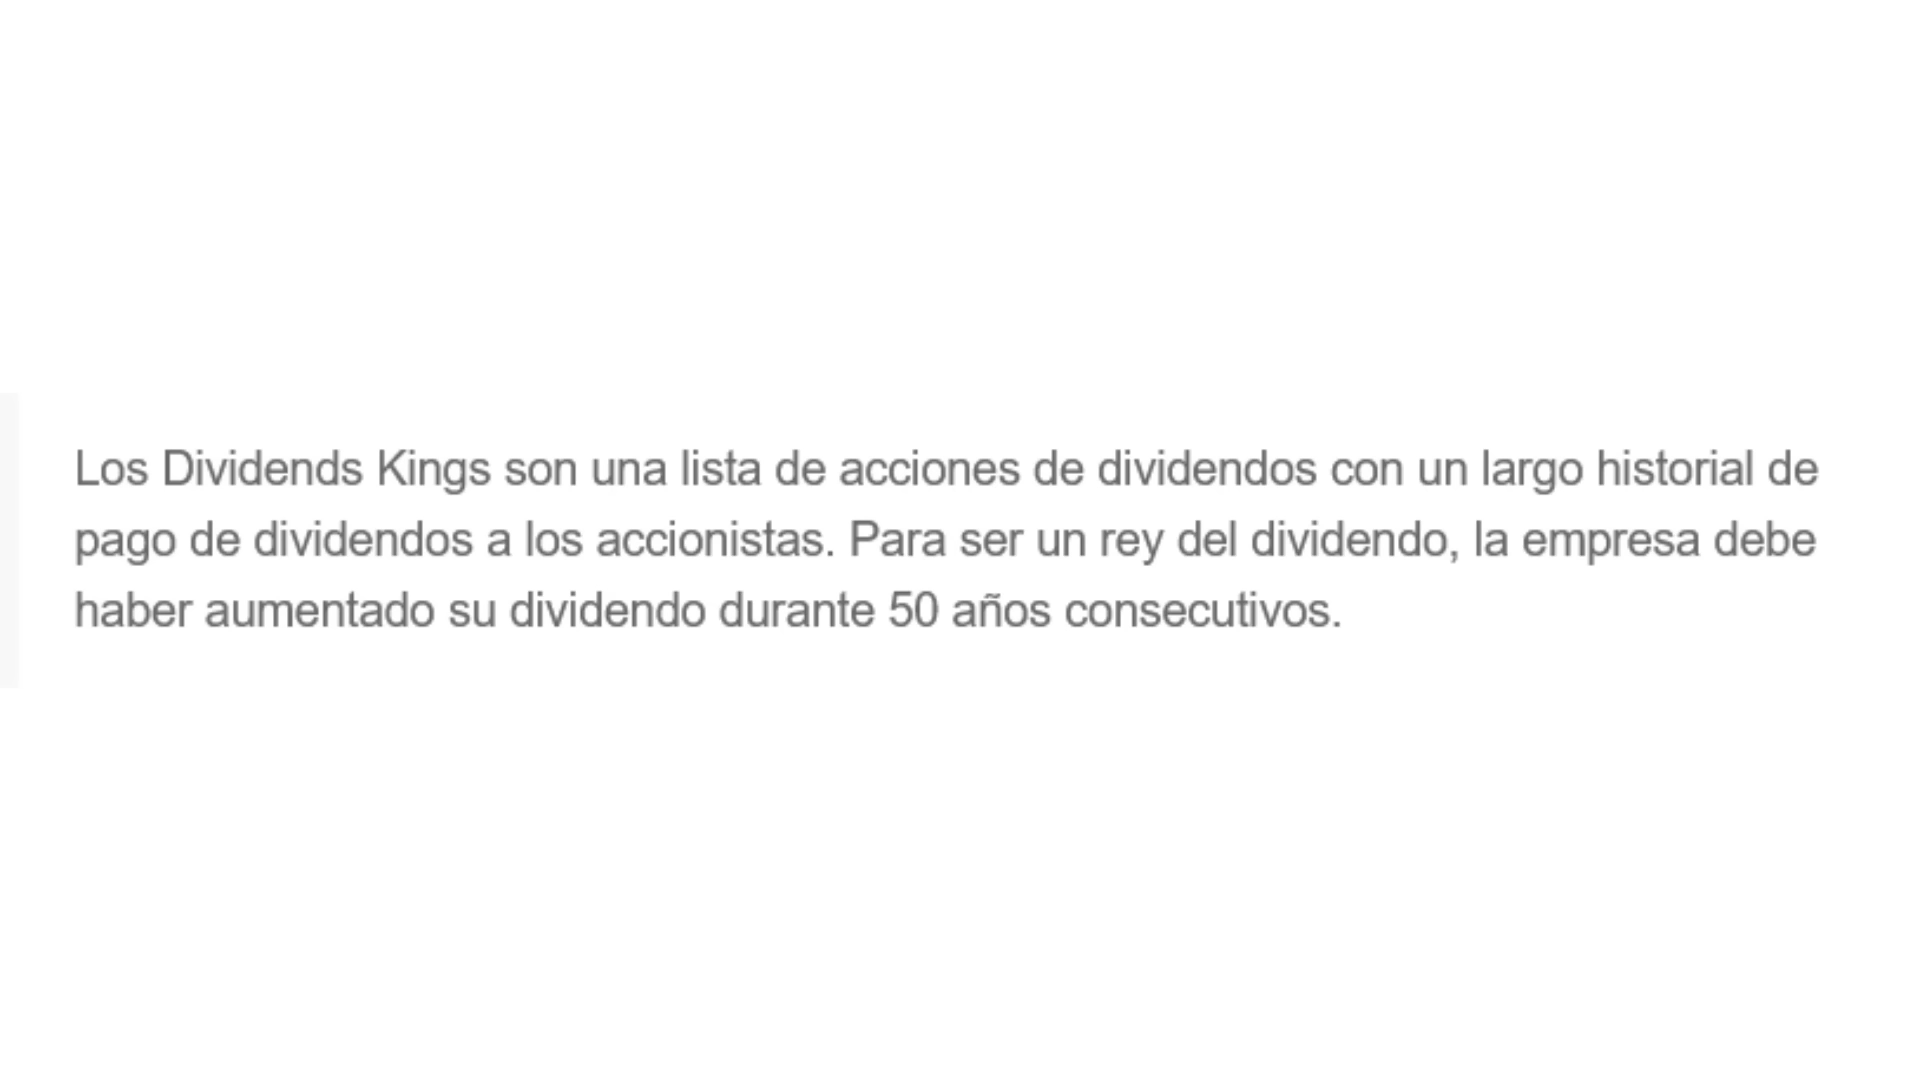 Los Dividends Kings son una lista de acciones de dividendos con un largo historial de
pago de dividendos a los accionistas. Para ser un rey del dividendo, la empresa debe
haber aumentado su dividendo durante 50 años consecutivos.